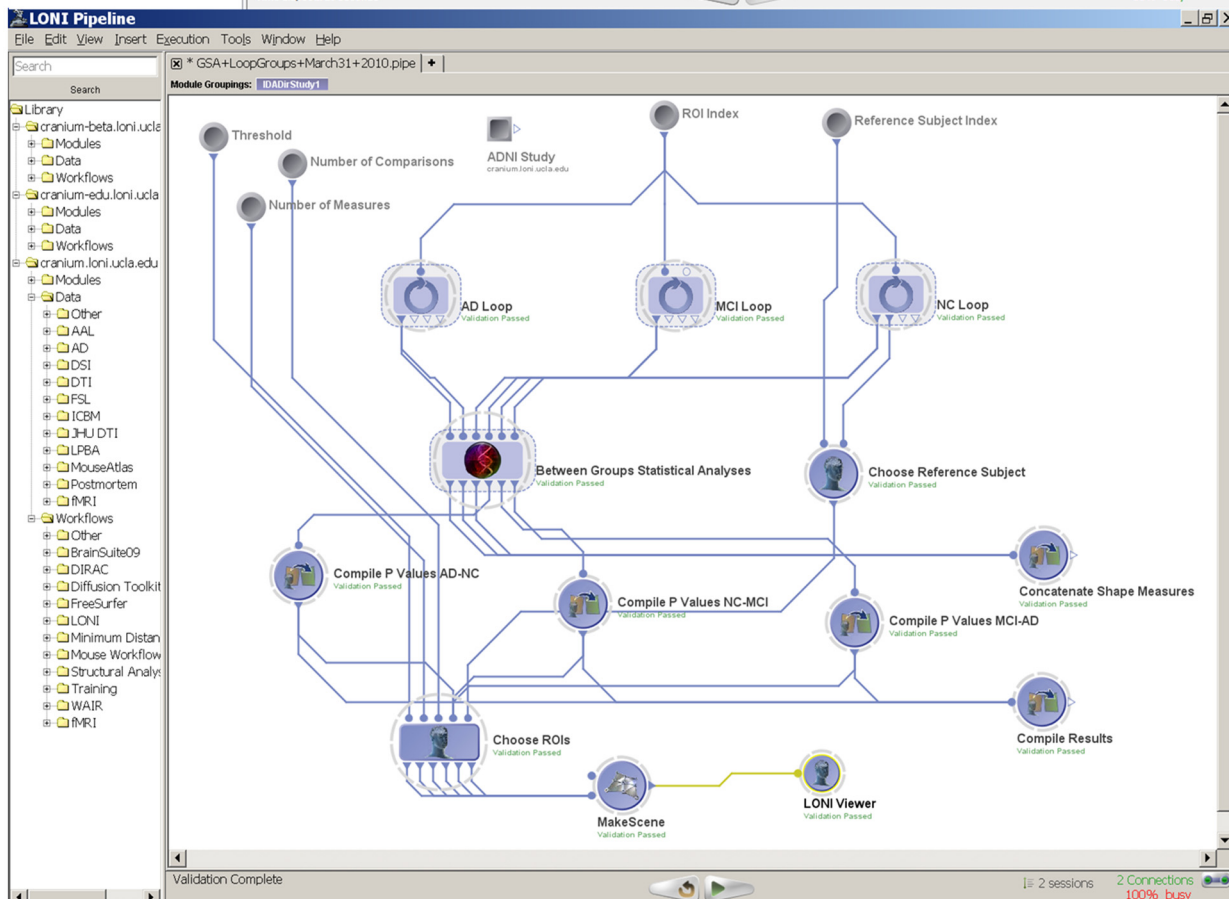 LONI Pipeline
File Edit View Insert Execution Tools Window Help
Search
Search
* GSA+LoopGroups+March31+2010.pipe
+
Module Groupings: IDADirStudy1
Library
cranium-beta.loni.ucla
Modules
Data
Workflows
cranium-edu.loni.ucla
Modules
Data
Workflows
cranium.loni.ucla.edu
Modules
Data
Other
AAL
AD
DSI
DTI
FSL
ICBM
JHU DTI
LPBA
MouseAtlas
Postmortem
fMRI
Workflows
Other
BrainSuite09
DIRAC
Diffusion Toolkit
FreeSurfer
LONI
Minimum Distan
Mouse Workflow
Structural Analys
Training
WAIR
fMRI
Threshold
Number of Comparisons
Number of Measures
ADNI Study
cranium.loni.ucla.edu
ROI Index
Reference Subject Index
AD Loop
Validation Passed
MCI Loop
Validation Passed
NC Loop
Validation Passed
Between Groups Statistical Analyses
Validation Passed
Choose Reference Subject
Validation Passed
Compile P Values AD-NC
Validation Passed
Compile P Values NC-MCI
Validation Passed
Compile P Values MCI-AD
Validation Passed
Concatenate Shape Measures
Validation Passed
Choose ROIs
Validation Passed
Compile Results
Validation Passed
MakeScene
Validation Passed
LONI Viewer
Validation Passed
Validation Complete
2 sessions
2 Connections
100% busy